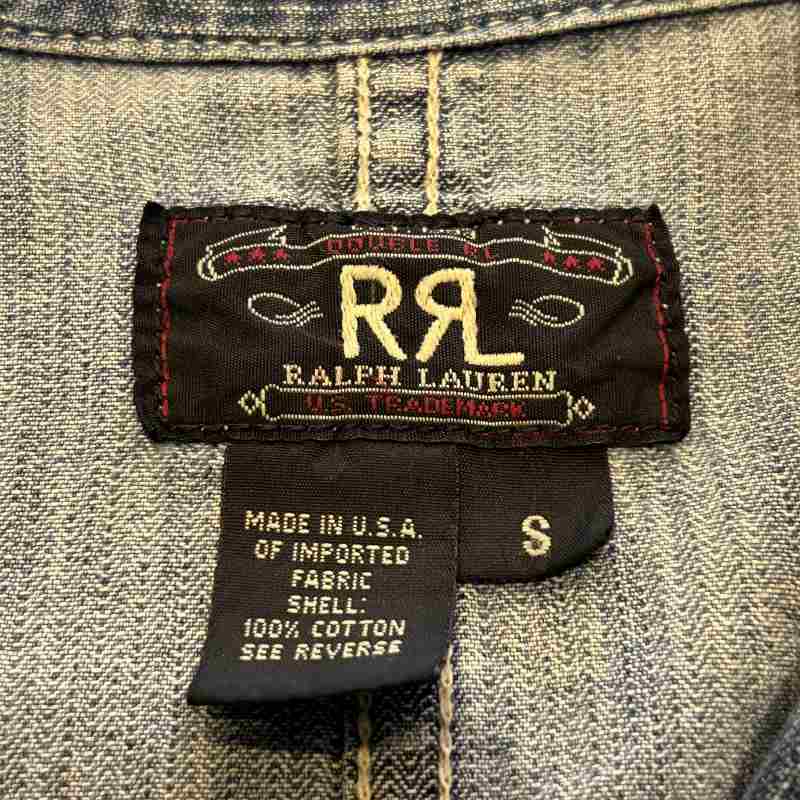 DOUBLE RL
RRL
RALPH LAUREN
U.S. TRADEMARK
MADE IN U.S.A.
OF IMPORTED
FABRIC
SHELL:
100% COTTON
SEE REVERSE
S